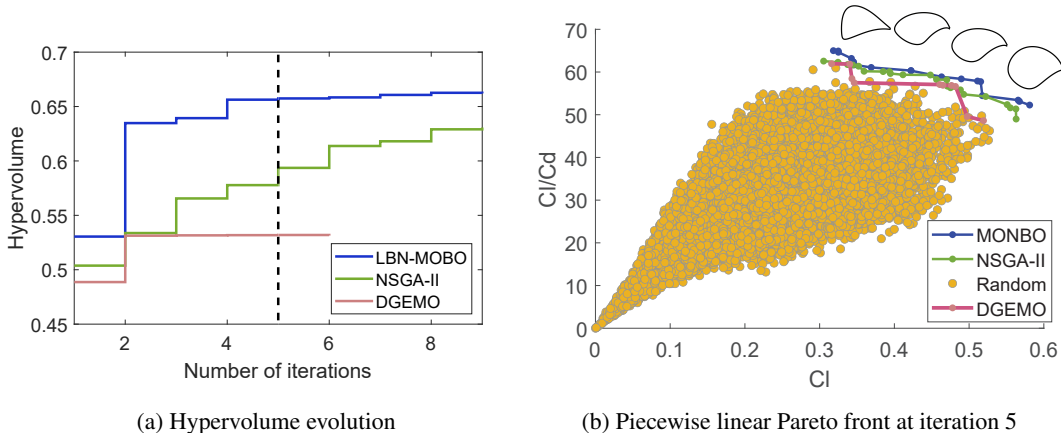 0.7
0.65
0.6
0.55
0.5
0.45
Hypervolume
2 4 6 8
Number of iterations
LBN-MOBO
NSGA-II
DGEMO
(a) Hypervolume evolution
70
60
50
40
30
20
10
0
Cl/Cd
0 0.1 0.2 0.3 0.4 0.5 0.6
Cl
MONBO
NSGA-II
Random
DGEMO
(b) Piecewise linear Pareto front at iteration 5